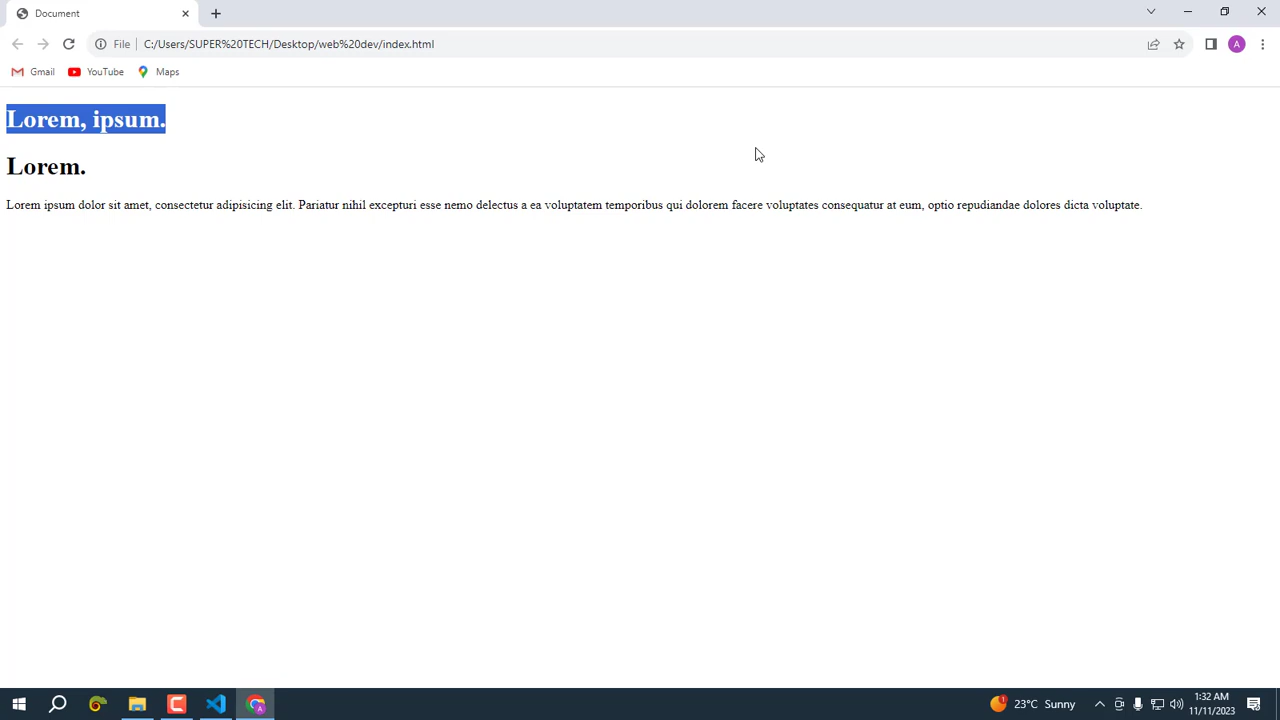 Document
File
C:/Users/SUPER%20TECH/Desktop/web%20dev/index.html
A
Gmail
YouTube
Maps
Lorem, ipsum.
Lorem.
Lorem ipsum dolor sit amet, consectetur adipisicing elit. Pariatur nihil excepturi esse nemo delectus a ea voluptatem temporibus qui dolorem facere voluptates consequatur at eum, optio repudiandae dolores dicta voluptate.
1
23°C Sunny
1:32 AM
11/11/2023